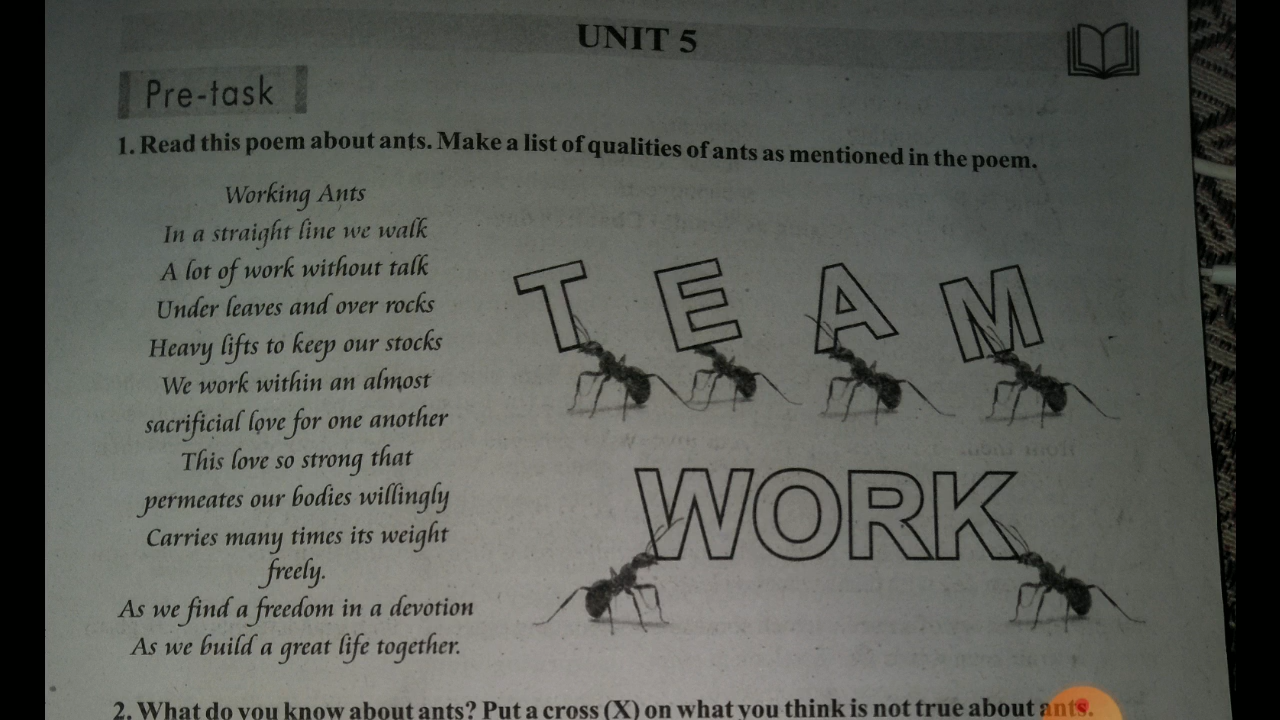 UNIT 5
Pre-task
1. Read this poem about ants. Make a list of qualities of ants as mentioned in the poem.
Working Ants
In a straight line we walk
A lot of work without talk
Under leaves and over rocks
Heavy lifts to keep our stocks
We work within an almost
sacrificial love for one another
This love so strong that
permeates our bodies willingly
Carries many times its weight
freely.
As we find a freedom in a devotion
As we build a great life together.
TEAM
WORK
2. What do you know about ants? Put a cross (X) on what you think is not true about ants.